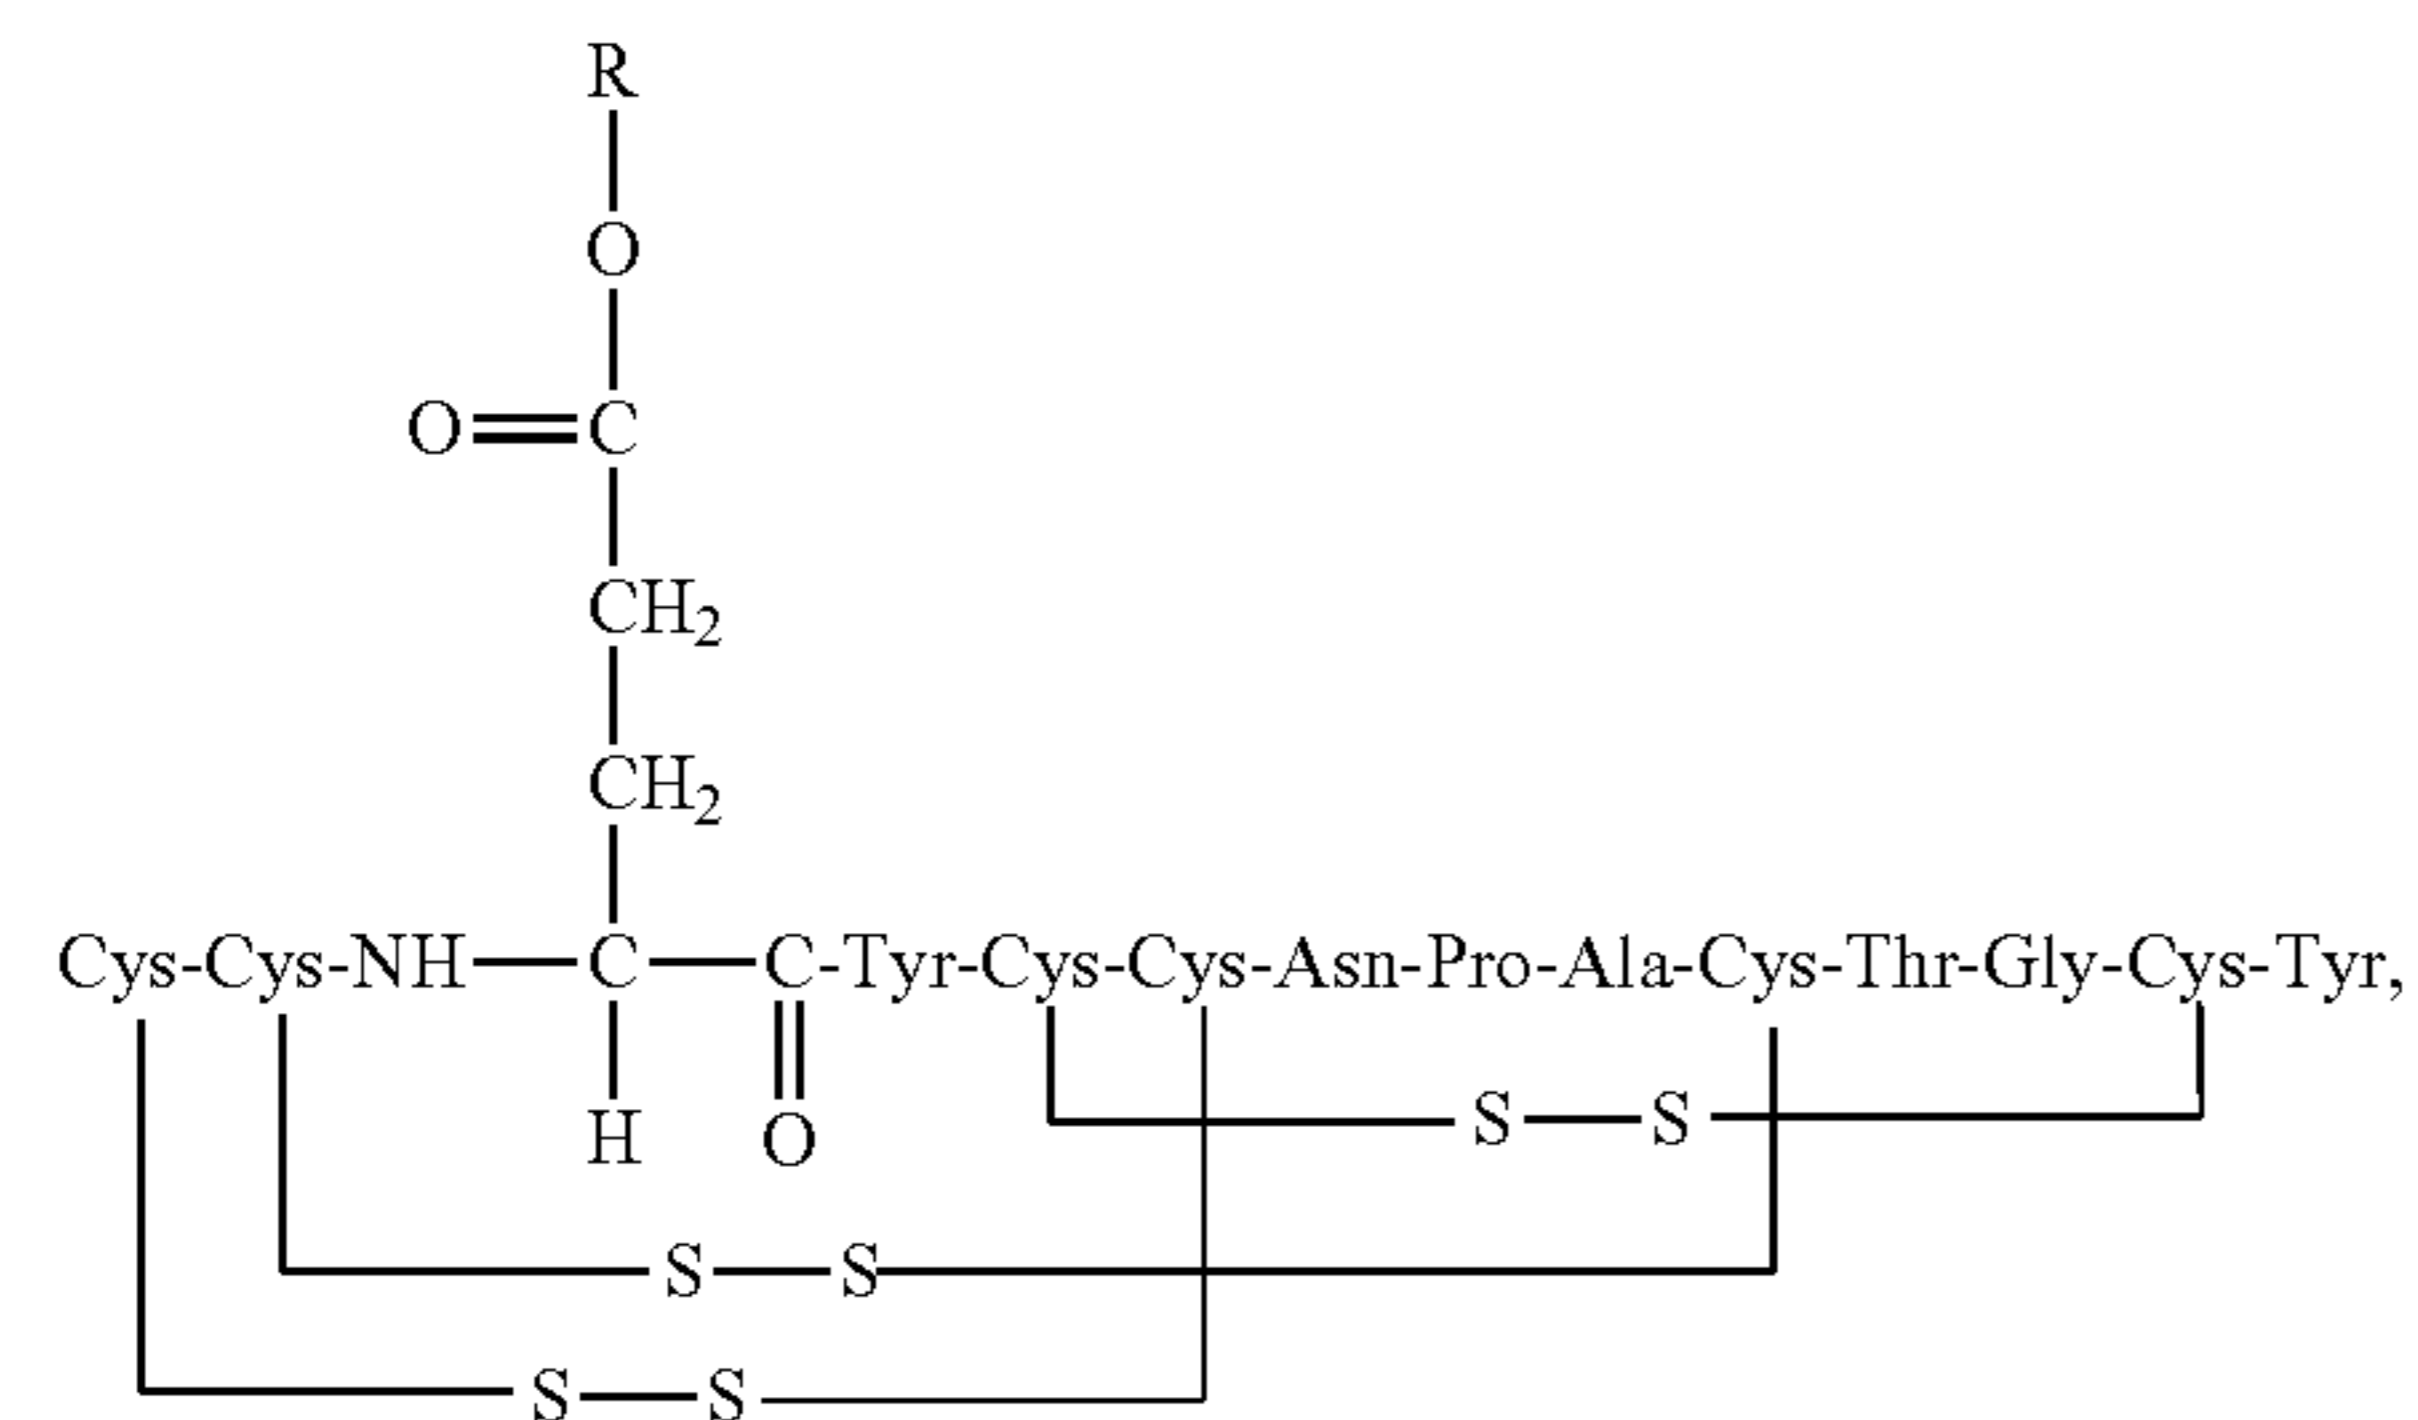 R
O
O C
CH2
CH2
Cys-Cys-NH C C-Tyr-Cys-Cys-Asn-Pro-Ala-Cys-Thr-Gly-Cys-Tyr,
S S
H O
S S
S S